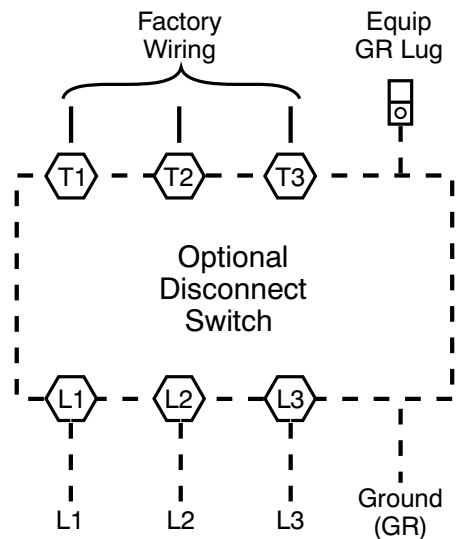 Factory
Wiring
Equip
GR Lug
T1 T2 T3
Optional
Disconnect
Switch
L1 L2 L3
L1 L2 L3
Ground
(GR)